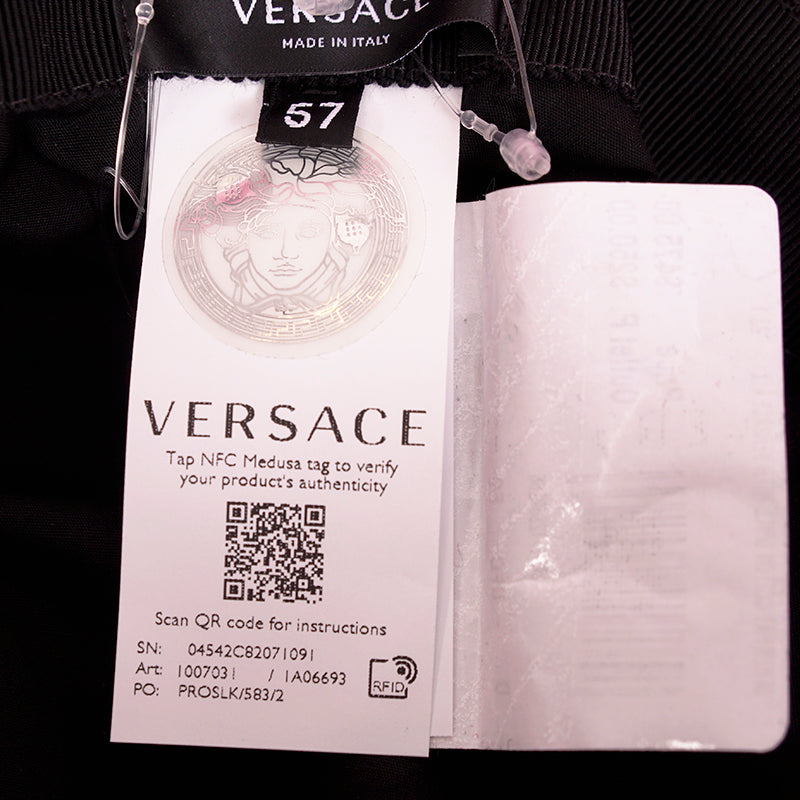 VERSACE
MADE IN ITALY
57
VERSACE
Tap NFC Medusa tag to verify
your product's authenticity
Scan QR code for instructions
SN: 04542C82071091
Art: 1007031 / 1A06693
PO: PROSLK/583/2
RFID